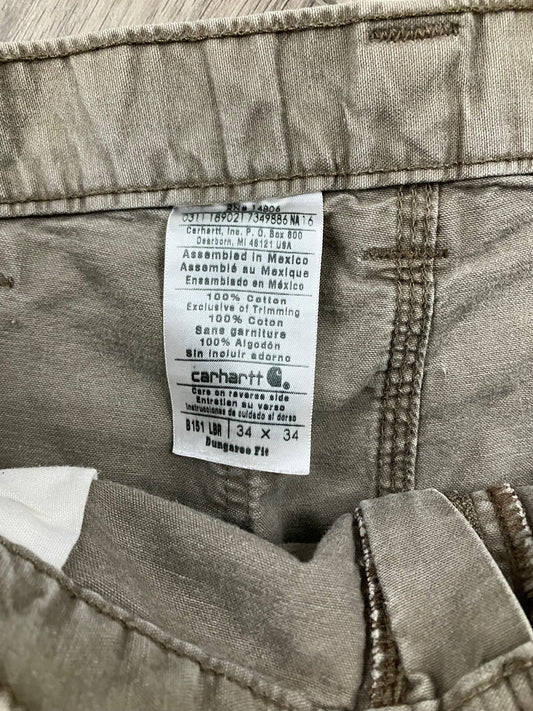 RN# 14806
0311 1890217349886 NA 16
Carhartt, Inc. P.O. Box 600
Dearborn, MI 48121 USA
Assembled in Mexico
Assemblé au Mexique
Ensamblado en México
100% Cotton
Exclusive of Trimming
100% Coton
Sans garniture
100% Algodón
Sin incluir adorno
carhartt
Care on reverse side
Entretien au verso
Instrucciones de cuidado al dorso
B151 LBR 34 X 34
Dungaree Fit